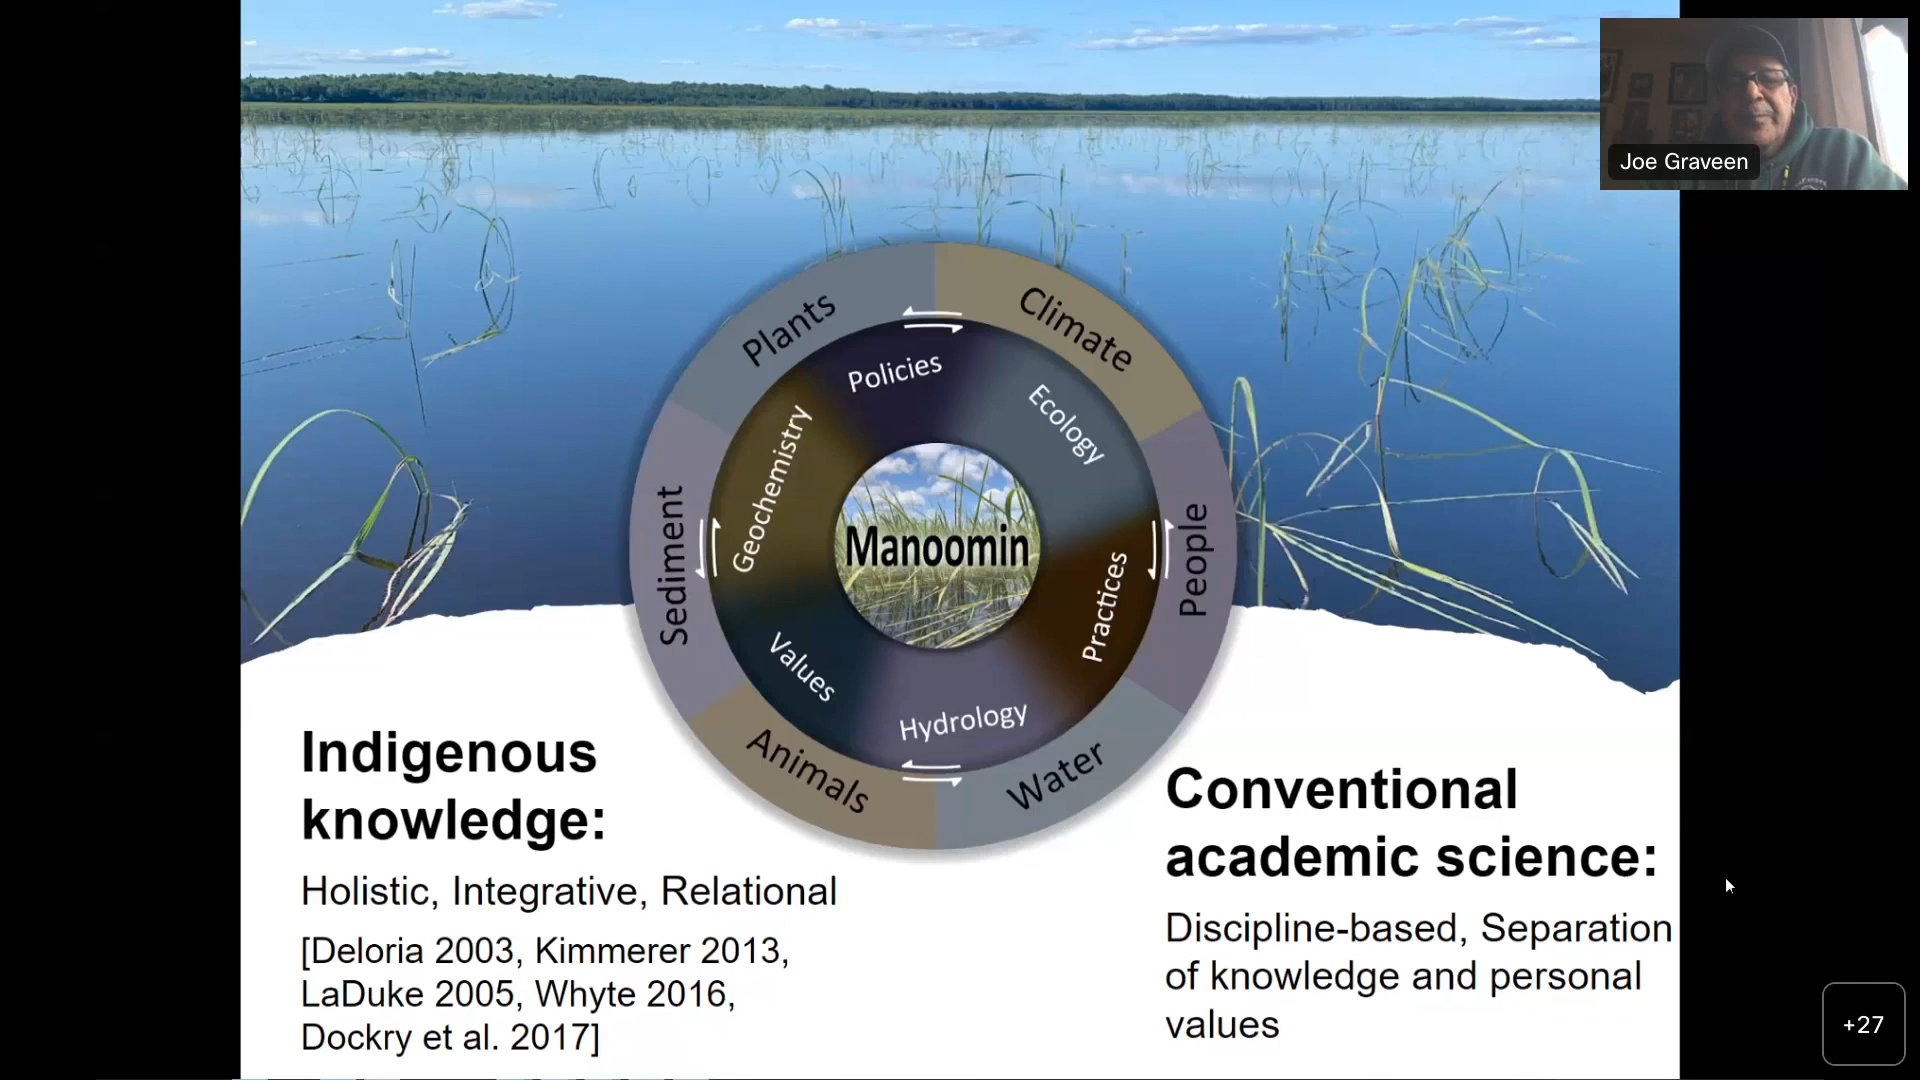 Joe Graveen
Plants
Climate
Policies
Ecology
Geochemistry
Sediment
People
Manoomin
Practices
Values
Hydrology
Animals
Water
Indigenous
knowledge:
Holistic, Integrative, Relational
[Deloria 2003, Kimmerer 2013,
LaDuke 2005, Whyte 2016,
Dockry et al. 2017]
Conventional
academic science:
Discipline-based, Separation
of knowledge and personal
values
+27